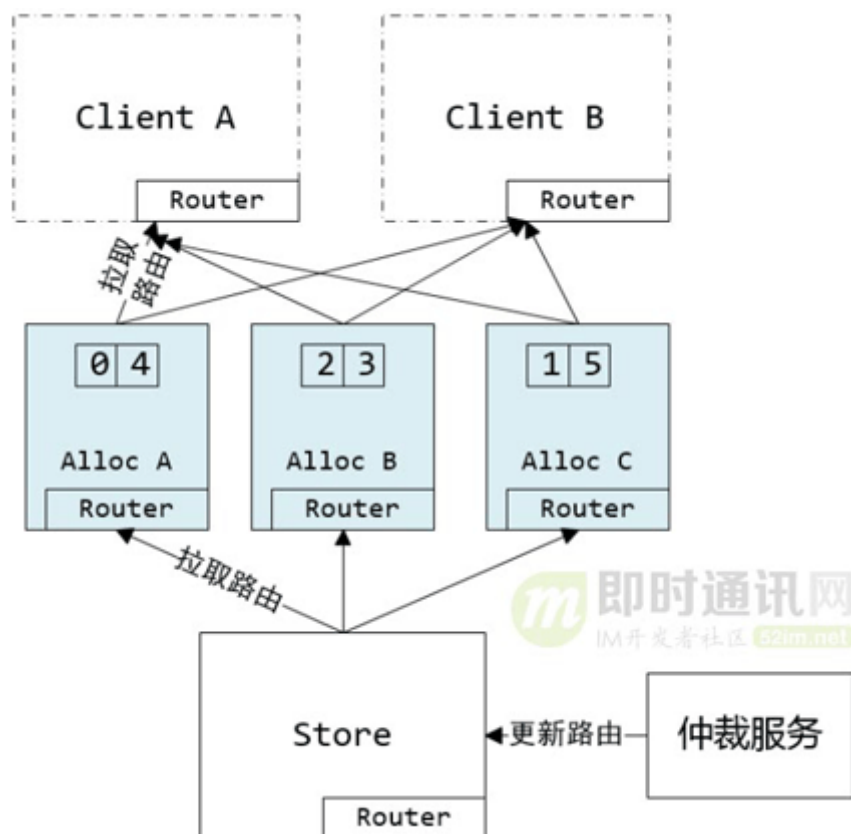 Client A
Client B
Router
Router
拉取
路由
0 4
2 3
1 5
Alloc A
Alloc B
Alloc C
Router
Router
Router
拉取路由
即时通讯网
IM开发者社区 52im.net
Store
更新路由
仲裁服务
Router